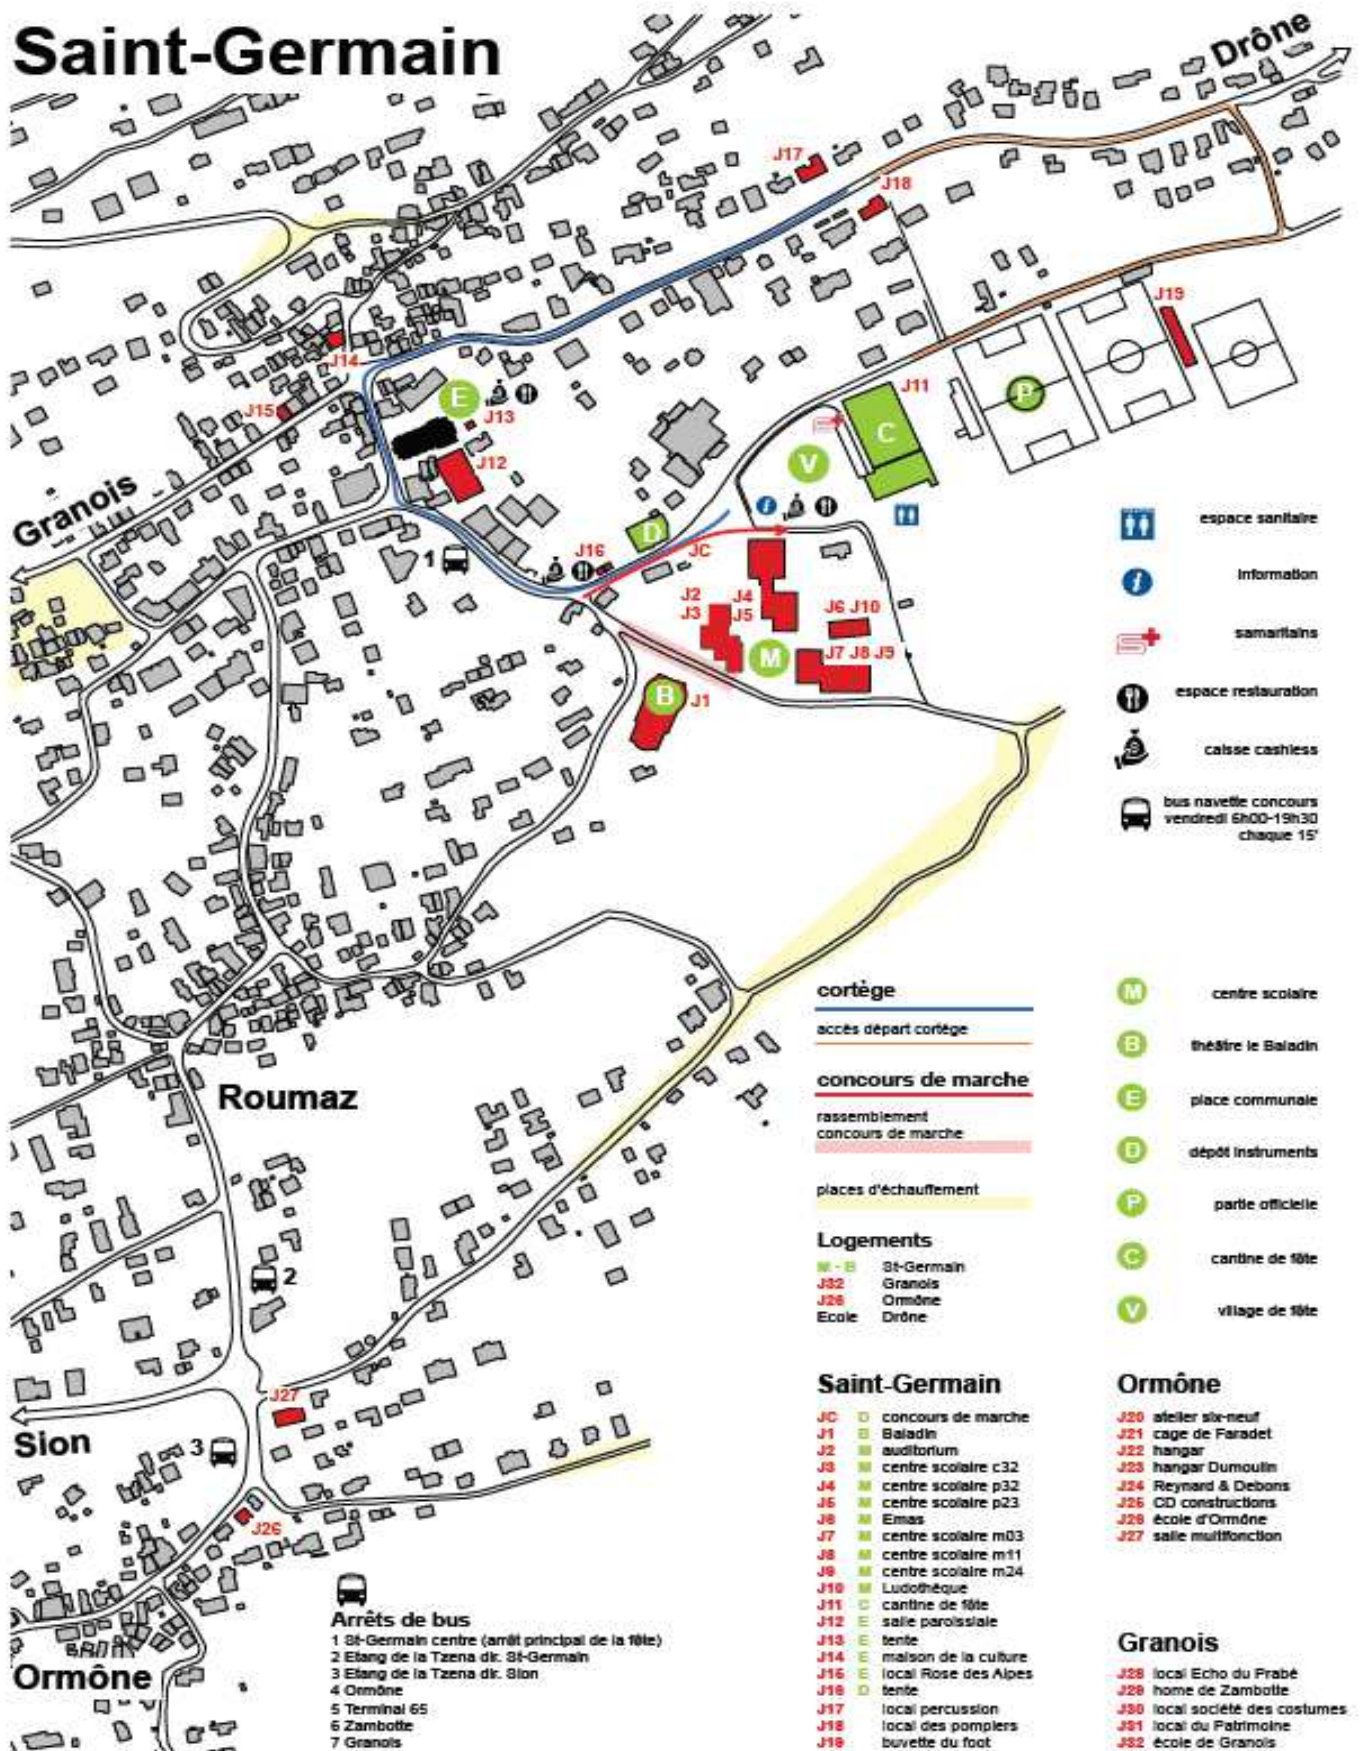 Saint-Germain
Drône
J17
J18
J19
J14
J15
E
J13
J11
P
C
J12
V
Granois
D
1
J16
JC
J2
J4
J3
J5
J6 J10
J7 J8 J9
M
B
J1
espace sanitaire
information
samaritains
espace restauration
caisse cashless
bus navette concours
vendredi 6h00-19h30
chaque 15'
cortège
accès départ cortège
concours de marche
rassemblement
concours de marche
places d'échauffement
M centre scolaire
B théâtre le Baladin
E place communale
D dépôt instruments
P partie officielle
C cantine de fête
V village de fête
Roumaz
2
Logements
M - B St-Germain
J32 Granois
J26 Ormône
Ecole Drône
J27
Sion
3
J26
Ormône
Saint-Germain
JC D concours de marche
J1 B Baladin
J2 M auditorium
J3 M centre scolaire c32
J4 M centre scolaire p32
J5 M centre scolaire p23
J6 M Emas
J7 M centre scolaire m03
J8 M centre scolaire m11
J9 M centre scolaire m24
J10 M Ludothèque
J11 C cantine de fête
J12 E salle paroissiale
J13 E tente
J14 E maison de la culture
J15 E local Rose des Alpes
J16 D tente
J17 local percussion
J18 local des pompiers
J19 buvette du foot
Ormône
J20 atelier six-neuf
J21 cage de Faradet
J22 hangar
J23 hangar Dumoulin
J24 Reynard & Debons
J25 CD constructions
J26 école d'Ormône
J27 salle multifonction
Granois
J28 local Echo du Prabé
J29 home de Zambotte
J30 local société des costumes
J31 local du Patrimoine
J32 école de Granois
Arrêts de bus
1 St-Germain centre (arrêt principal de la fête)
2 Etang de la Tzena dir. St-Germain
3 Etang de la Tzena dir. Sion
4 Ormône
5 Terminal 65
6 Zambotte
7 Granois